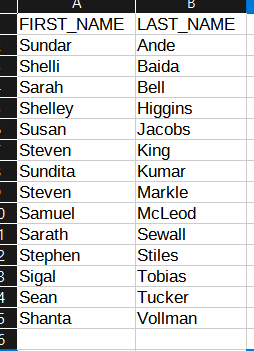 A B
FIRST_NAME LAST_NAME
Sundar Ande
Shelli Baida
Sarah Bell
Shelley Higgins
Susan Jacobs
Steven King
Sundita Kumar
Steven Markle
Samuel McLeod
Sarath Sewall
Stephen Stiles
Sigal Tobias
Sean Tucker
Shanta Vollman